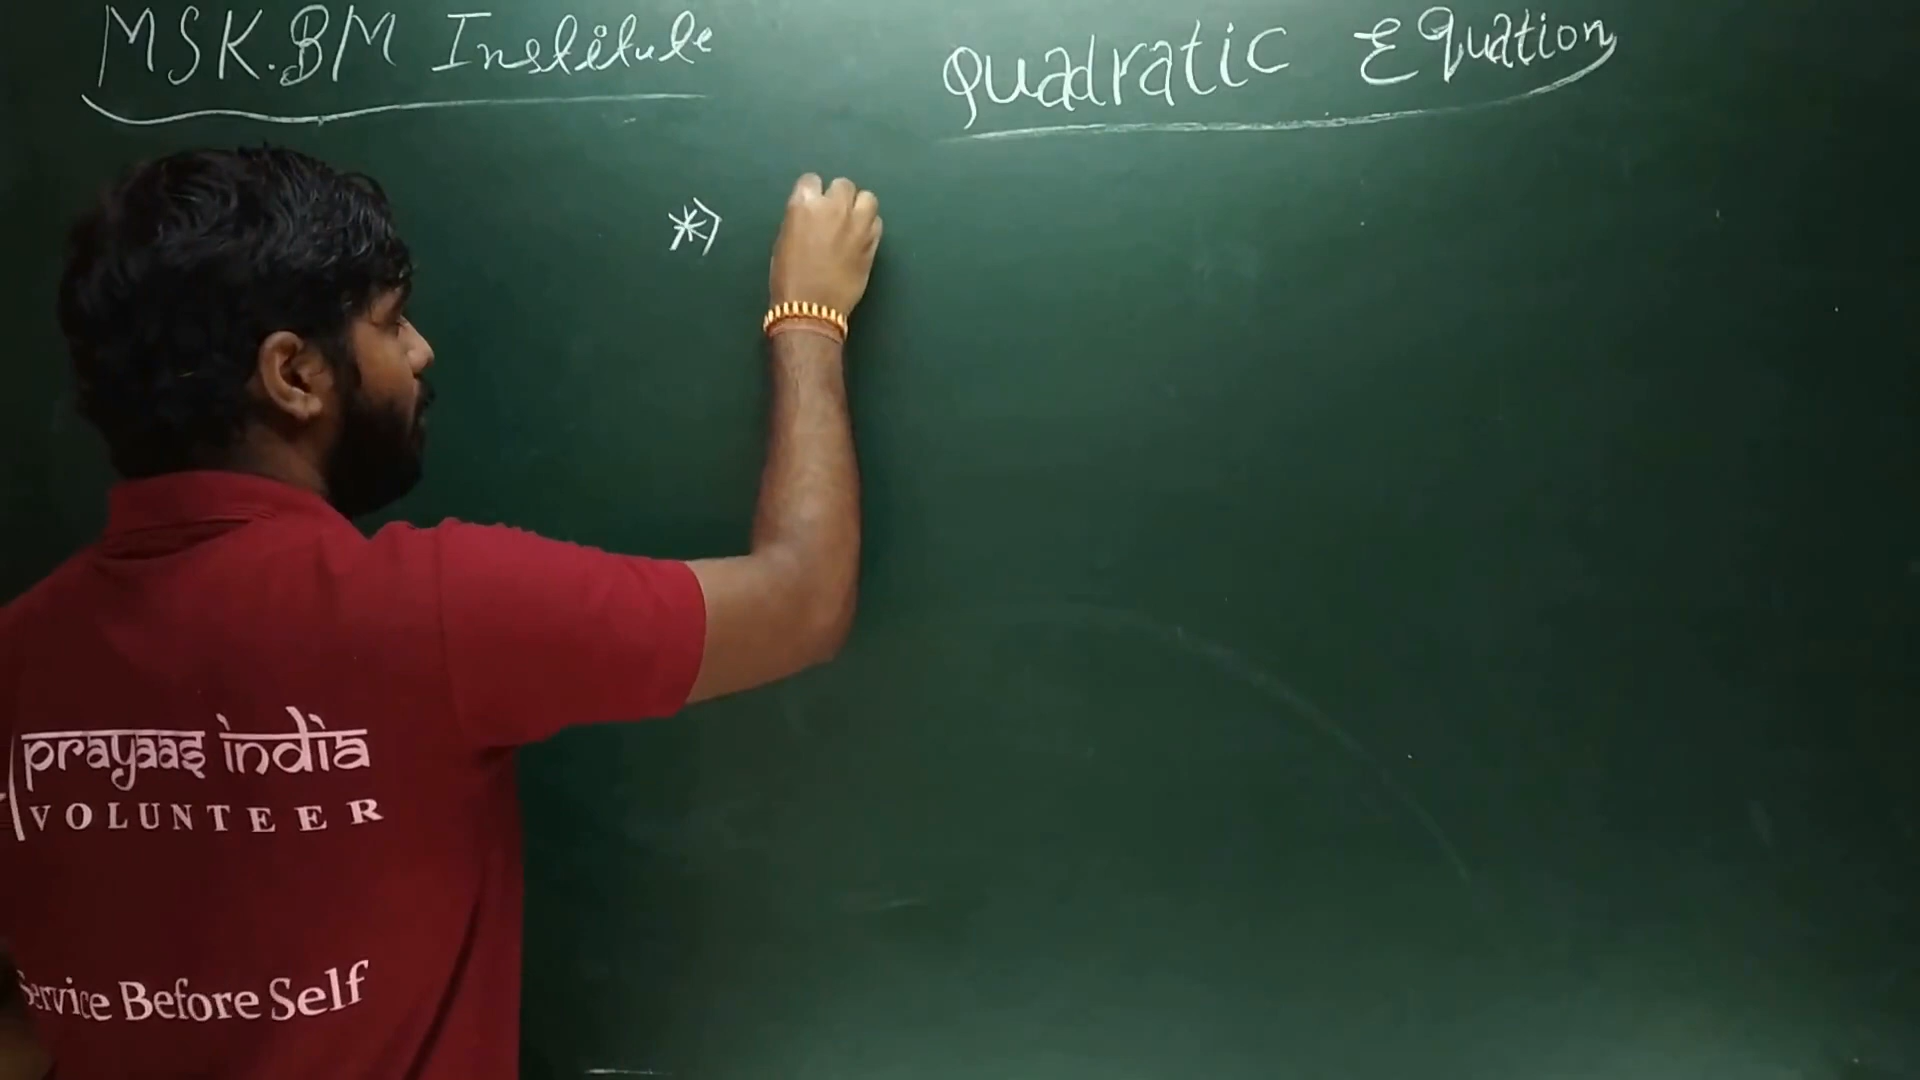 MSK.BM Institute
Quadratic Equation
*)
prayaas india
VOLUNTEER
Service Before Self